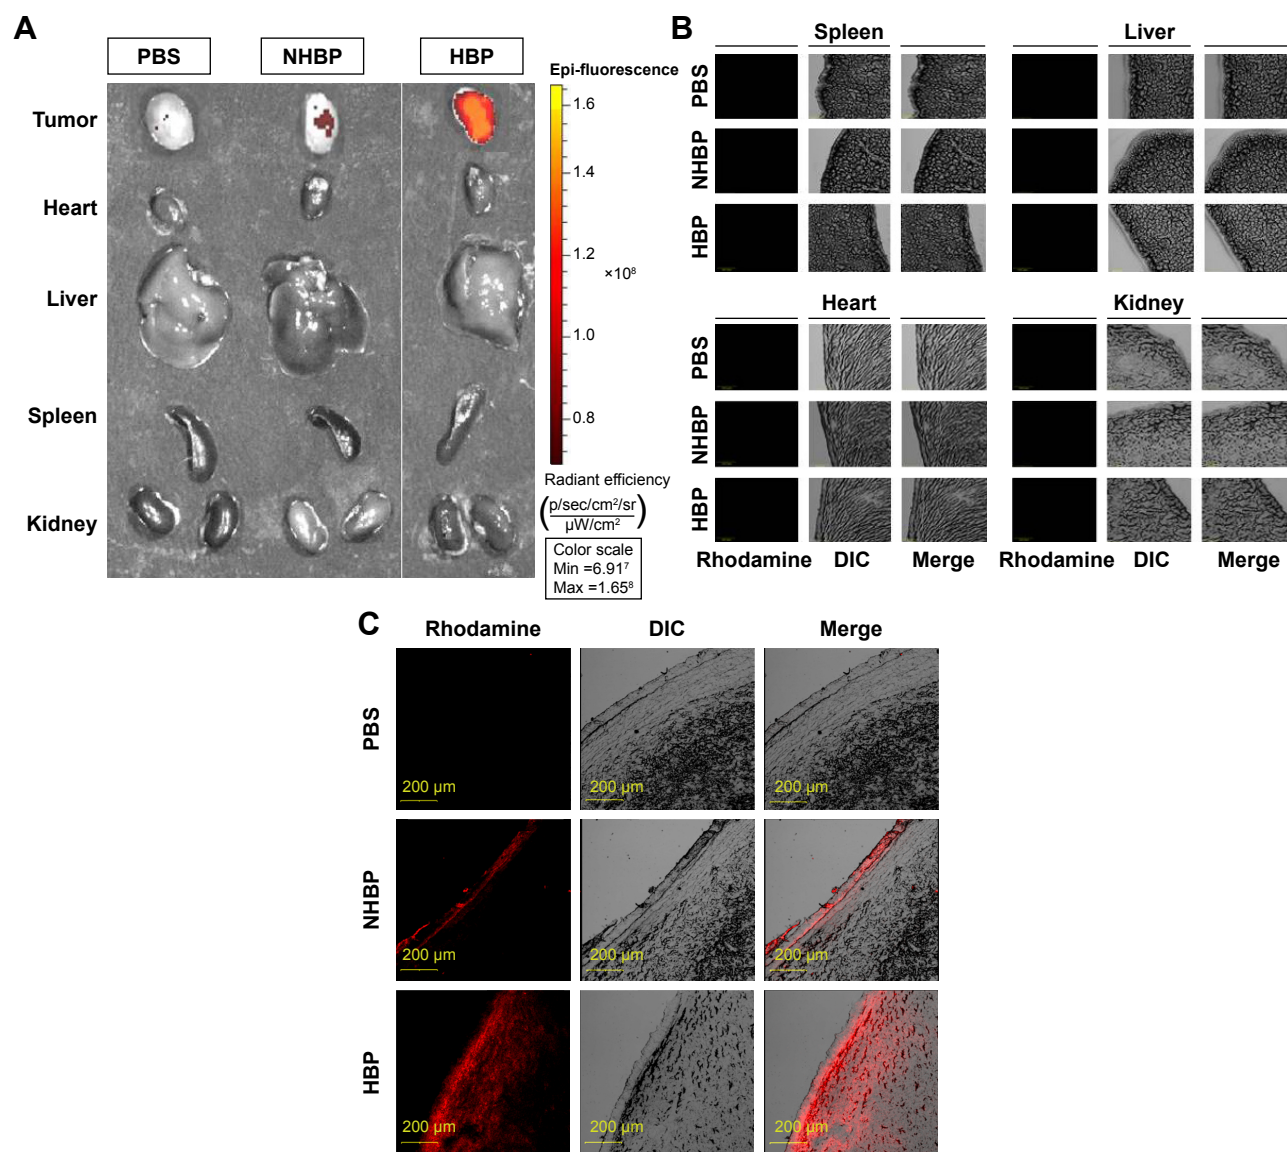 A
PBS NHBP HBP
Tumor
Heart
Liver
Spleen
Kidney
Epi-fluorescence
1.6
1.4
1.2
×10⁸
1.0
0.8
Radiant efficiency
(p/sec/cm²/sr
µW/cm²)
Color scale
Min =6.91⁷
Max =1.65⁸
B
Spleen Liver
PBS
NHBP
HBP
Heart Kidney
PBS
NHBP
HBP
Rhodamine DIC Merge Rhodamine DIC Merge
C
Rhodamine DIC Merge
PBS
200 µm 200 µm 200 µm
NHBP
200 µm 200 µm 200 µm
HBP
200 µm 200 µm 200 µm